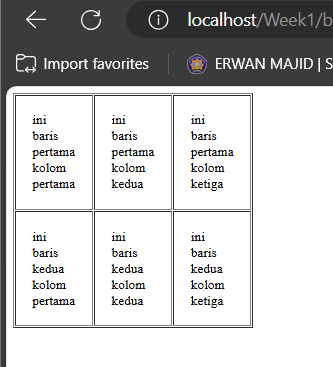 localhost/Week1/b
Import favorites
ERWAN MAJID | S
ini
baris
pertama
kolom
pertama
ini
baris
pertama
kolom
kedua
ini
baris
pertama
kolom
ketiga
ini
baris
kedua
kolom
pertama
ini
baris
kedua
kolom
kedua
ini
baris
kedua
kolom
ketiga